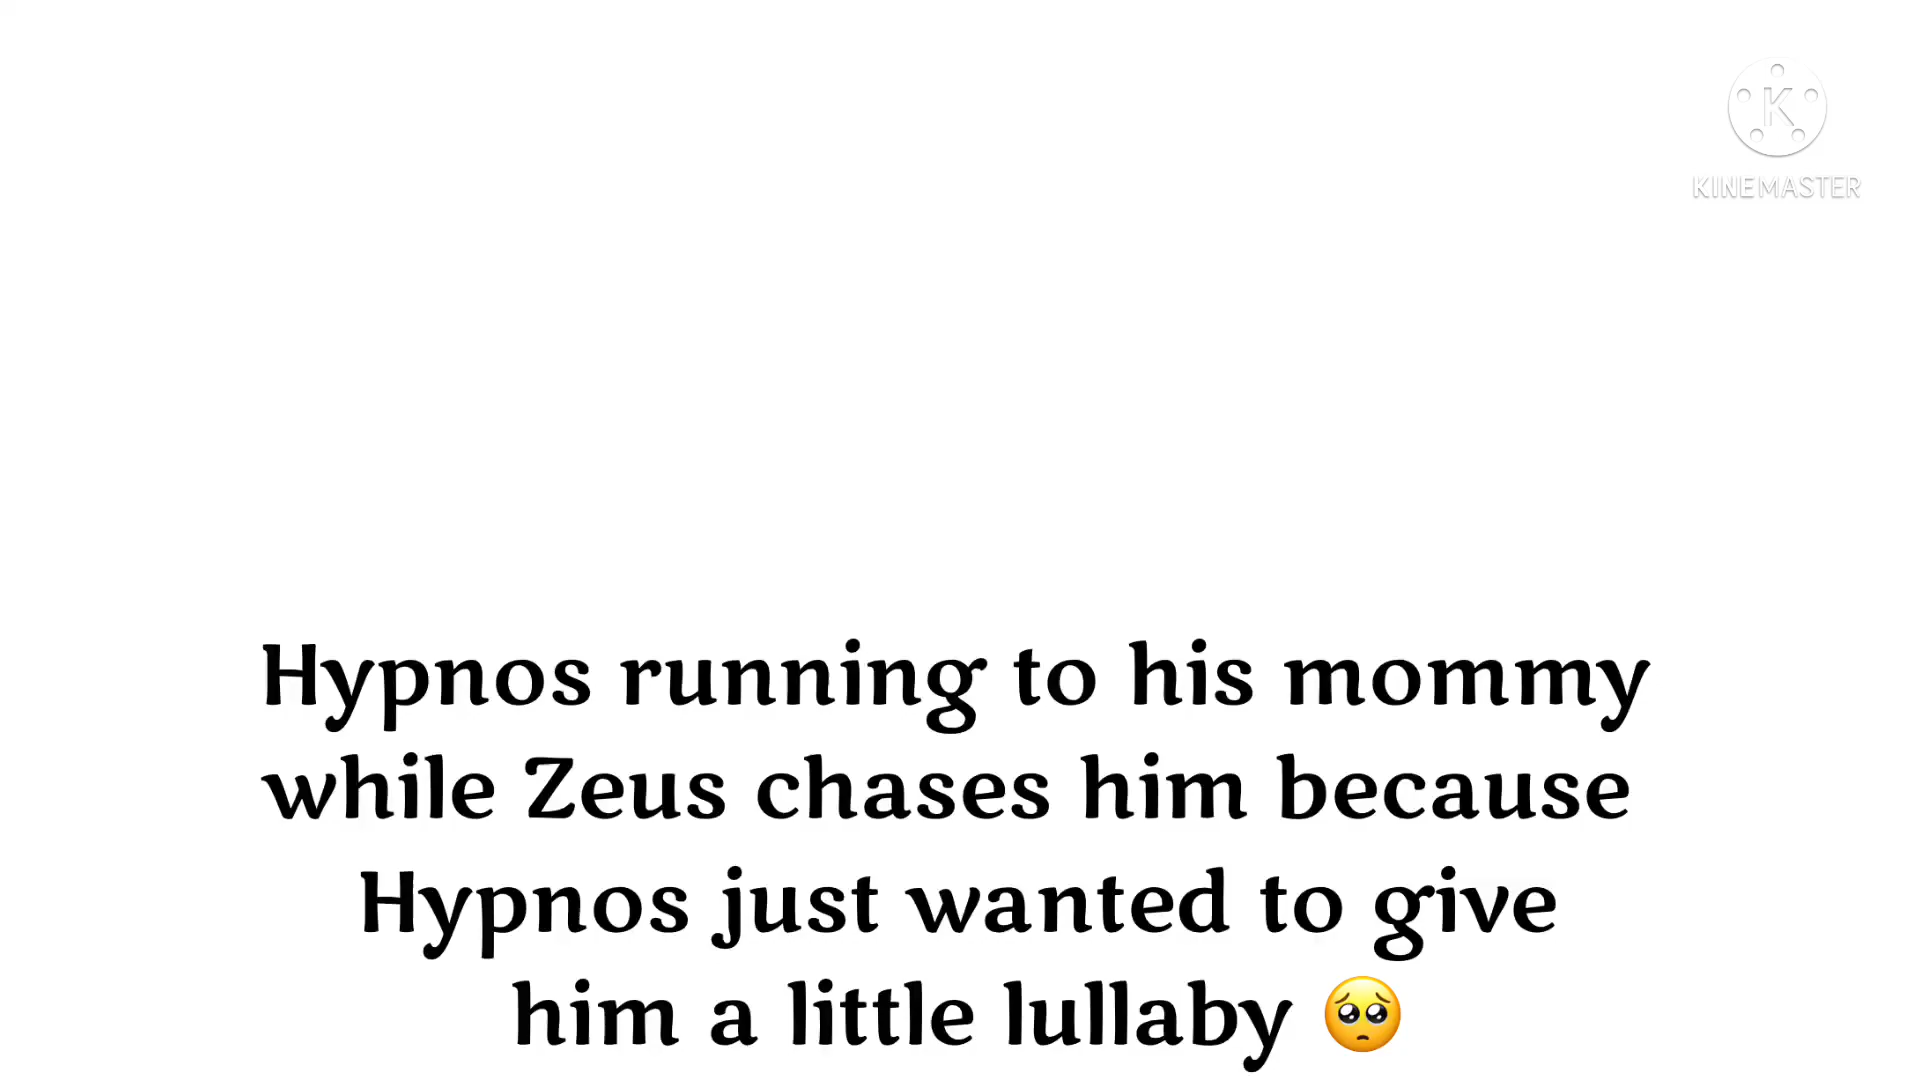 K
KINEMASTER
Hypnos running to his mommy
while Zeus chases him because
Hypnos just wanted to give
him a little lullaby 🥺